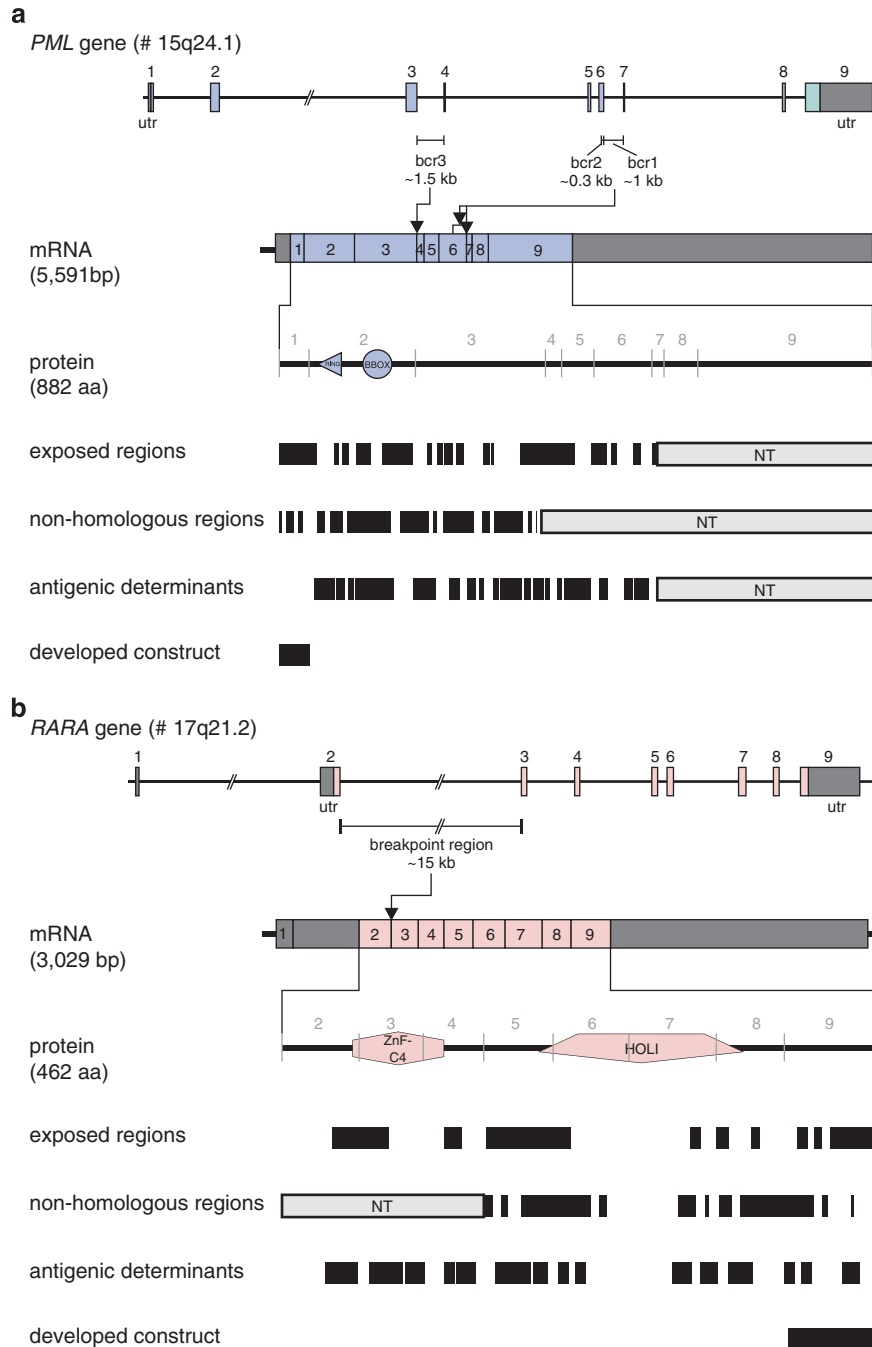 a
PML gene (# 15q24.1)
1 2 3 4 5 6 7 8 9
utr utr
bcr3
~1.5 kb
bcr2 bcr1
~0.3 kb ~1 kb
mRNA
(5,591bp)
1 2 3 4 5 6 7 8 9
protein
(882 aa)
1 2 3 4 5 6 7 8 9
RING BBOX
exposed regions NT
non-homologous regions NT
antigenic determinants NT
developed construct
b
RARA gene (# 17q21.2)
1 2 3 4 5 6 7 8 9
utr utr
breakpoint region
~15 kb
mRNA
(3,029 bp)
1 2 3 4 5 6 7 8 9
protein
(462 aa)
2 3 4 5 6 7 8 9
ZnF-
C4
HOLI
exposed regions
non-homologous regions NT
antigenic determinants
developed construct